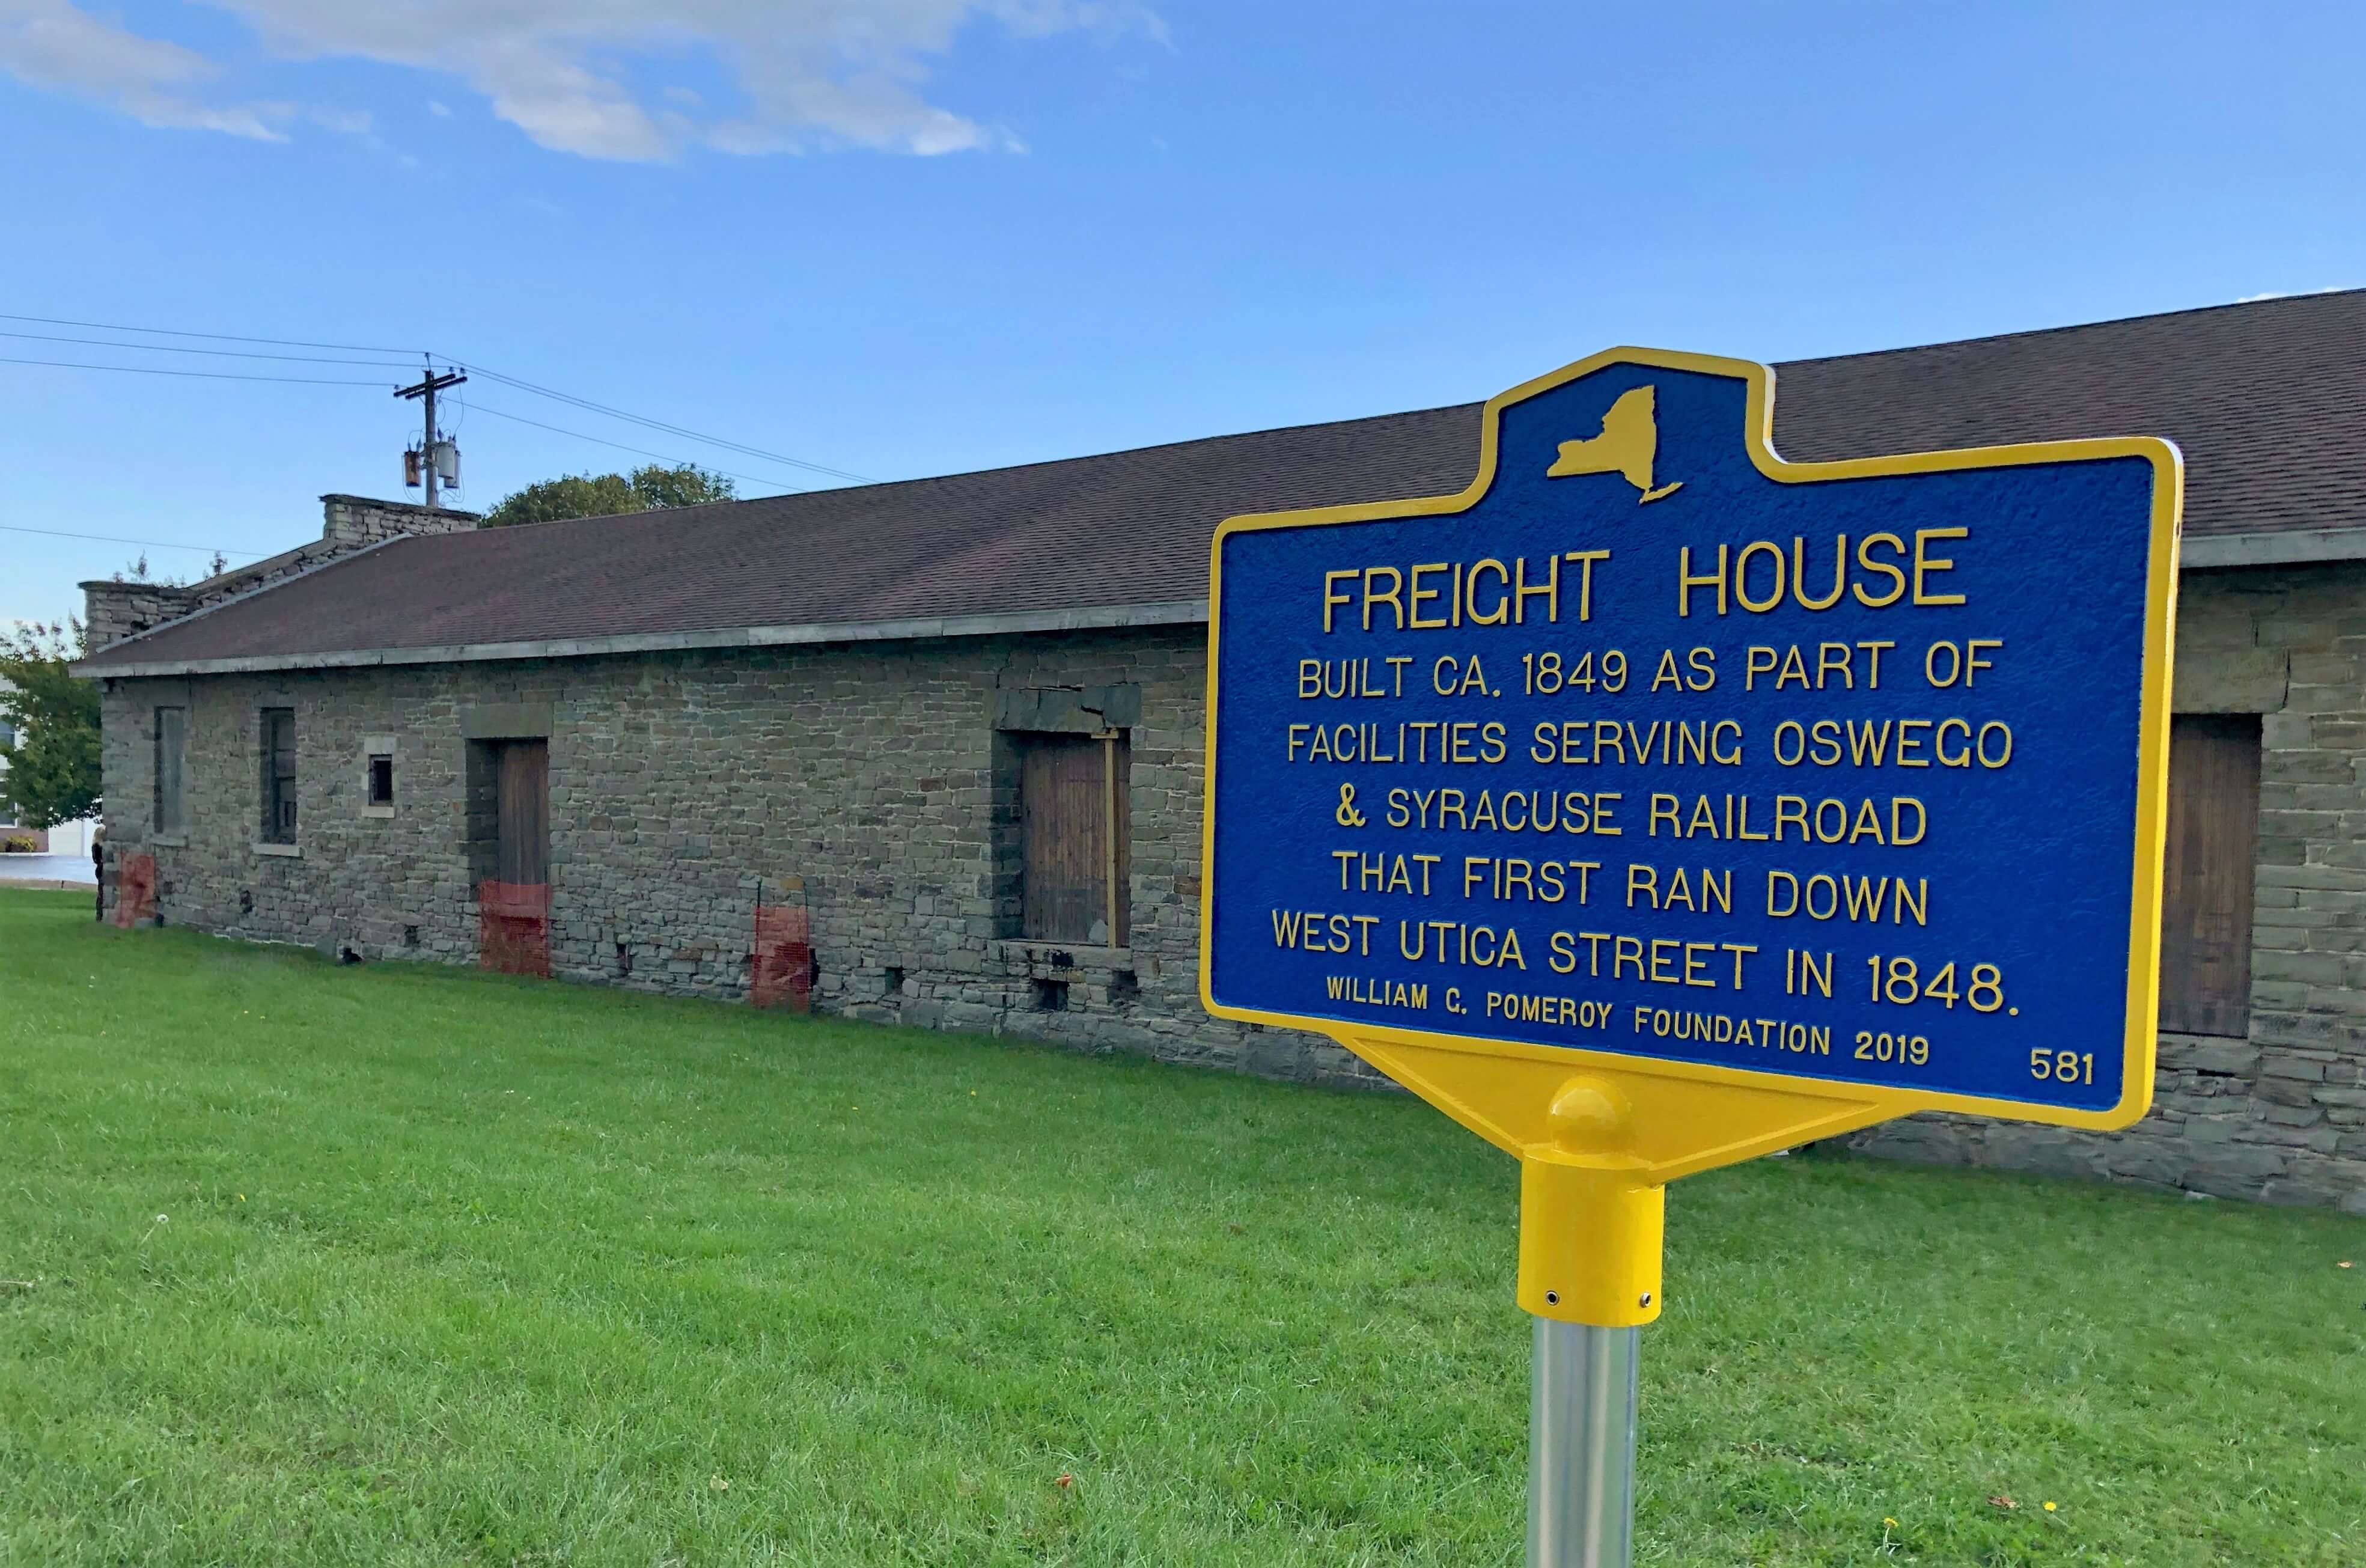 FREIGHT HOUSE
BUILT CA. 1849 AS PART OF
FACILITIES SERVING OSWEGO
& SYRACUSE RAILROAD
THAT FIRST RAN DOWN
WEST UTICA STREET IN 1848.
WILLIAM G. POMEROY FOUNDATION 2019
581